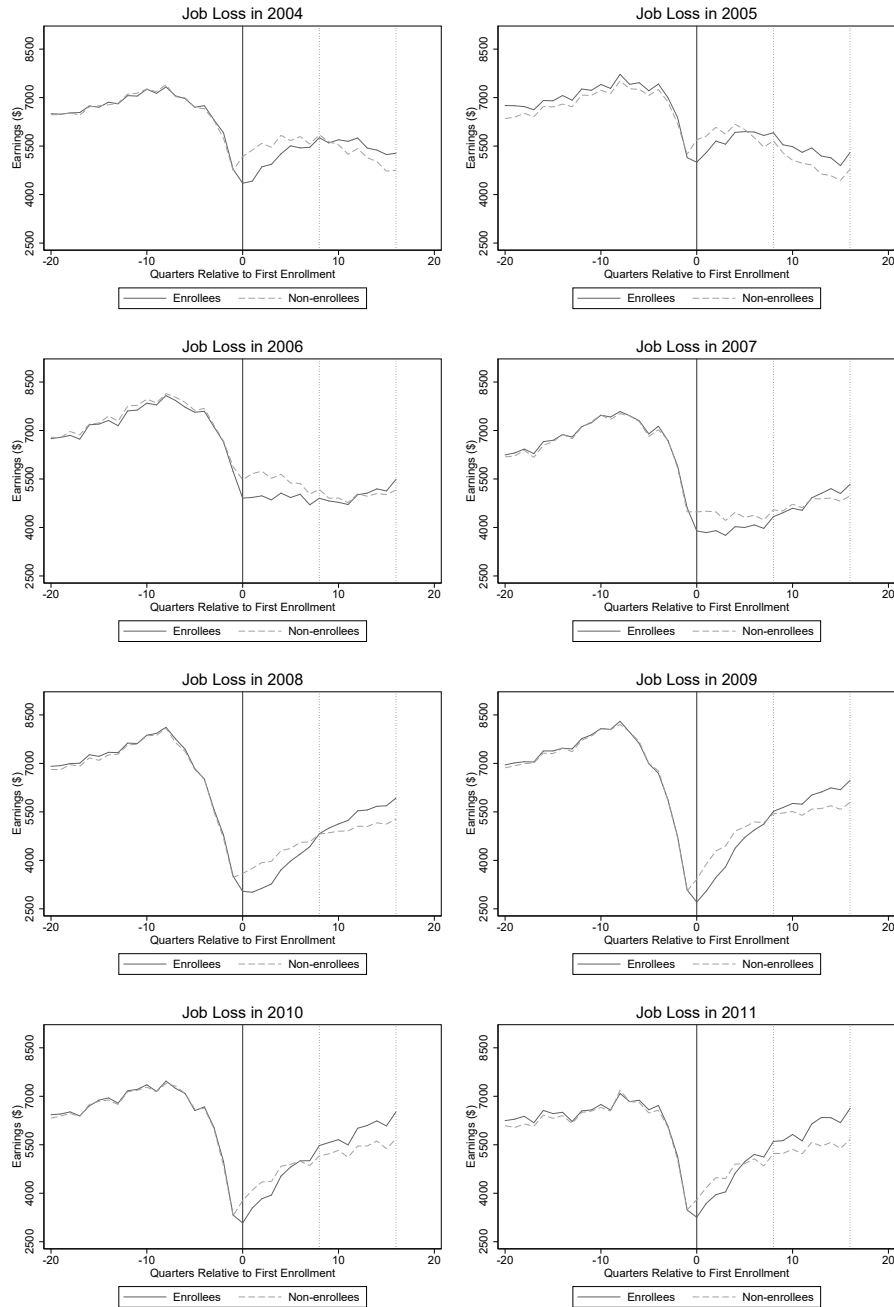 Job Loss in 2004
Earnings ($)
8500
7000
5500
4000
2500
-20 -10 0 10 20
Quarters Relative to First Enrollment
Enrollees Non-enrollees
Job Loss in 2005
Earnings ($)
8500
7000
5500
4000
2500
-20 -10 0 10 20
Quarters Relative to First Enrollment
Enrollees Non-enrollees
Job Loss in 2006
Earnings ($)
8500
7000
5500
4000
2500
-20 -10 0 10 20
Quarters Relative to First Enrollment
Enrollees Non-enrollees
Job Loss in 2007
Earnings ($)
8500
7000
5500
4000
2500
-20 -10 0 10 20
Quarters Relative to First Enrollment
Enrollees Non-enrollees
Job Loss in 2008
Earnings ($)
8500
7000
5500
4000
2500
-20 -10 0 10 20
Quarters Relative to First Enrollment
Enrollees Non-enrollees
Job Loss in 2009
Earnings ($)
8500
7000
5500
4000
2500
-20 -10 0 10 20
Quarters Relative to First Enrollment
Enrollees Non-enrollees
Job Loss in 2010
Earnings ($)
8500
7000
5500
4000
2500
-20 -10 0 10 20
Quarters Relative to First Enrollment
Enrollees Non-enrollees
Job Loss in 2011
Earnings ($)
8500
7000
5500
4000
2500
-20 -10 0 10 20
Quarters Relative to First Enrollment
Enrollees Non-enrollees